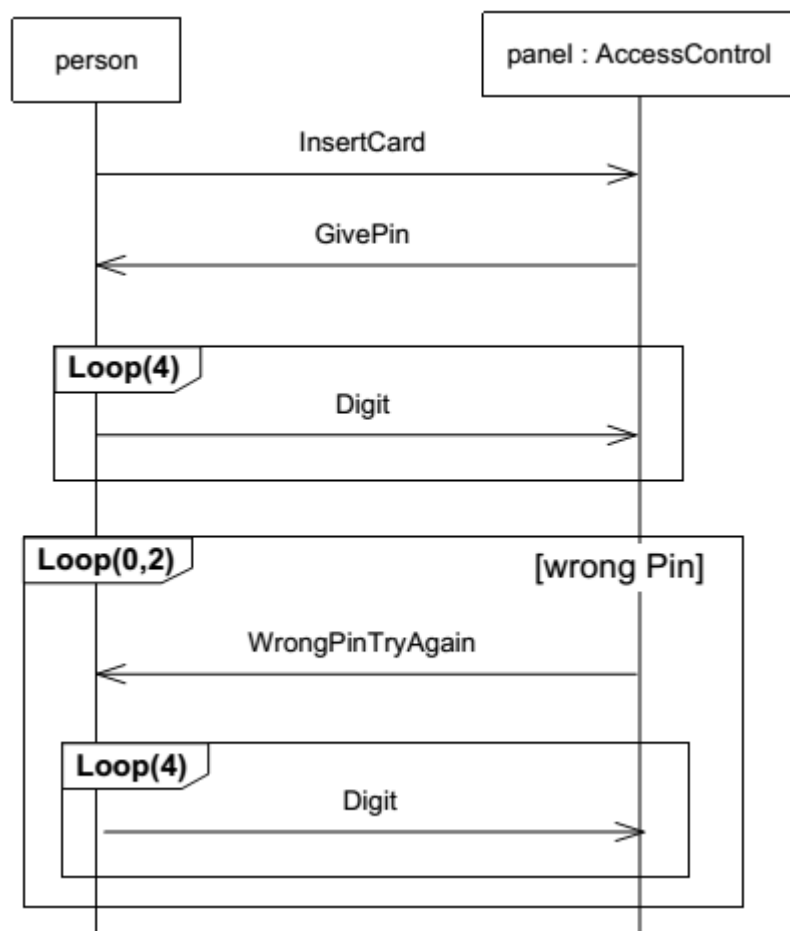 person
panel : AccessControl
InsertCard
GivePin
Loop(4)
Digit
Loop(0,2)
[wrong Pin]
WrongPinTryAgain
Loop(4)
Digit